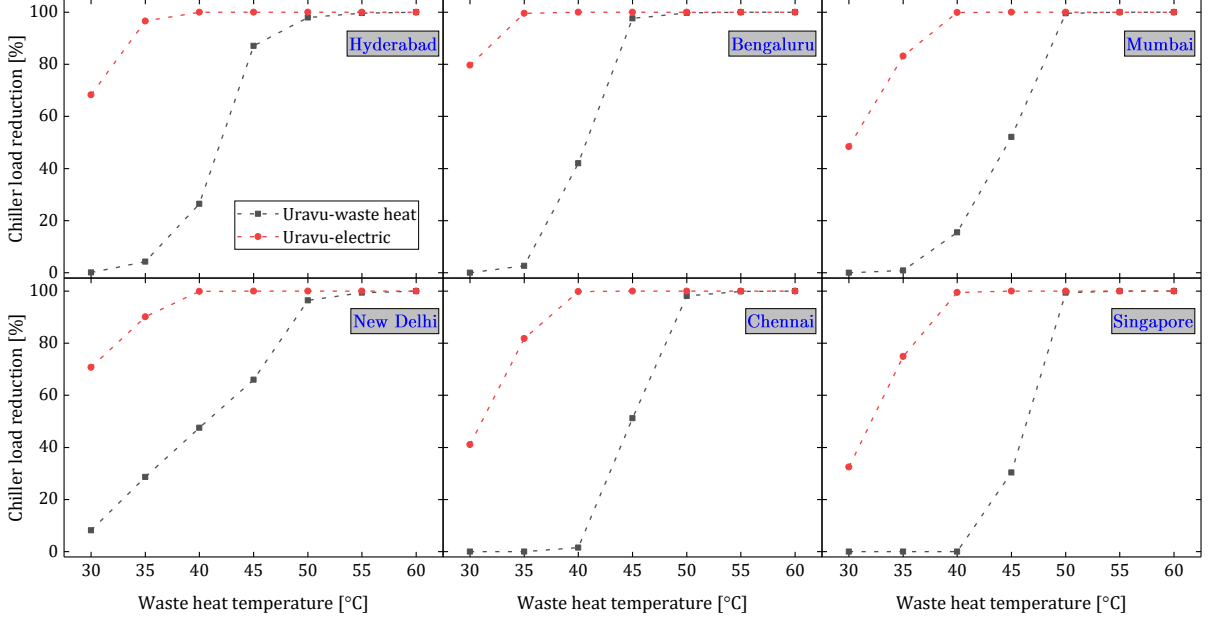 Chiller load reduction [%]
100
80
60
40
20
0
Hyderabad
Uravu-waste heat
Uravu-electric
Bengaluru
Mumbai
Chiller load reduction [%]
100
80
60
40
20
0
New Delhi
Chennai
Singapore
30 35 40 45 50 55 60
30 35 40 45 50 55 60
30 35 40 45 50 55 60
Waste heat temperature [°C]
Waste heat temperature [°C]
Waste heat temperature [°C]